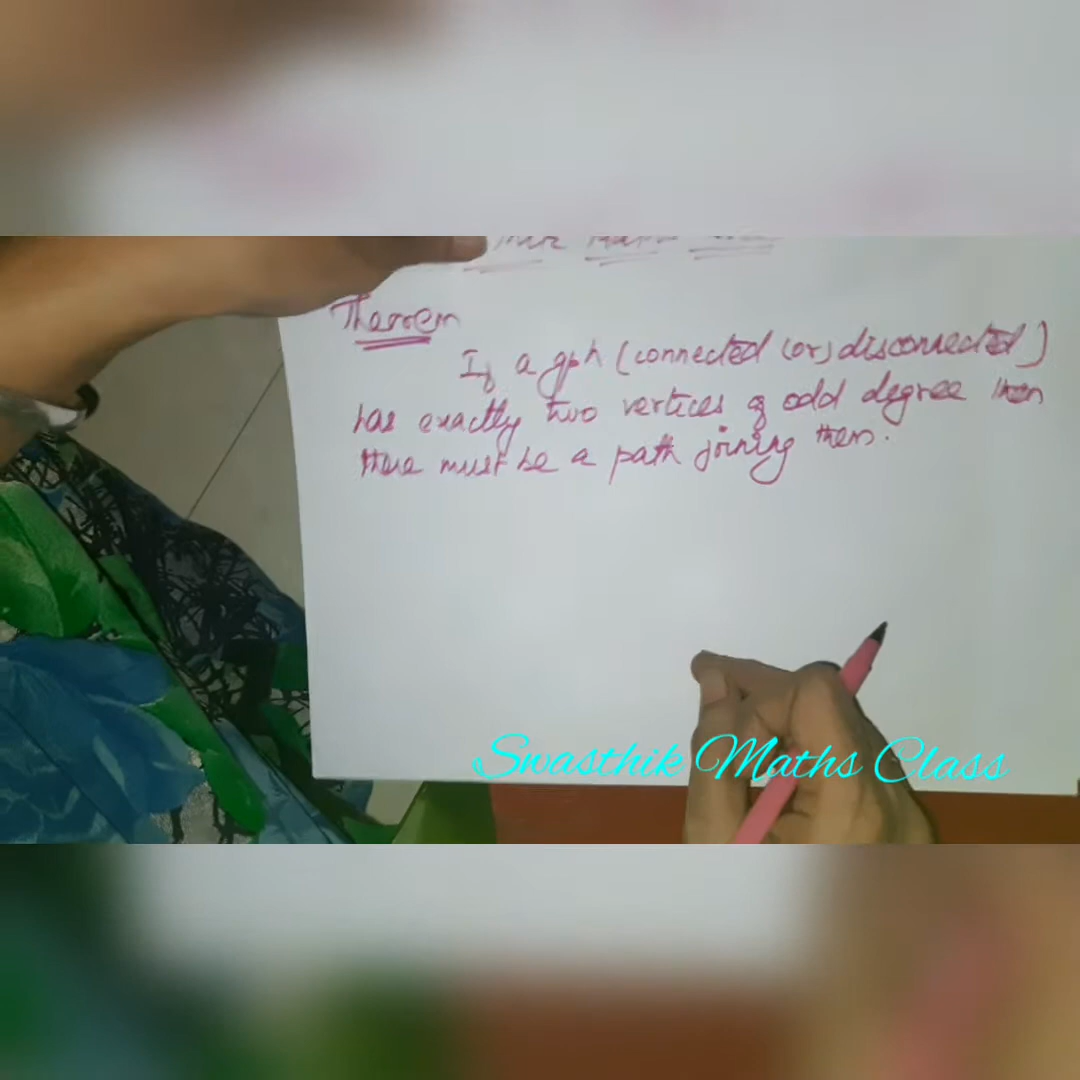 Theorem
If a gph (connected (or) disconnected)
has exactly two vertices of odd degree then
there must be a path joining them.
Swasthik Maths Class